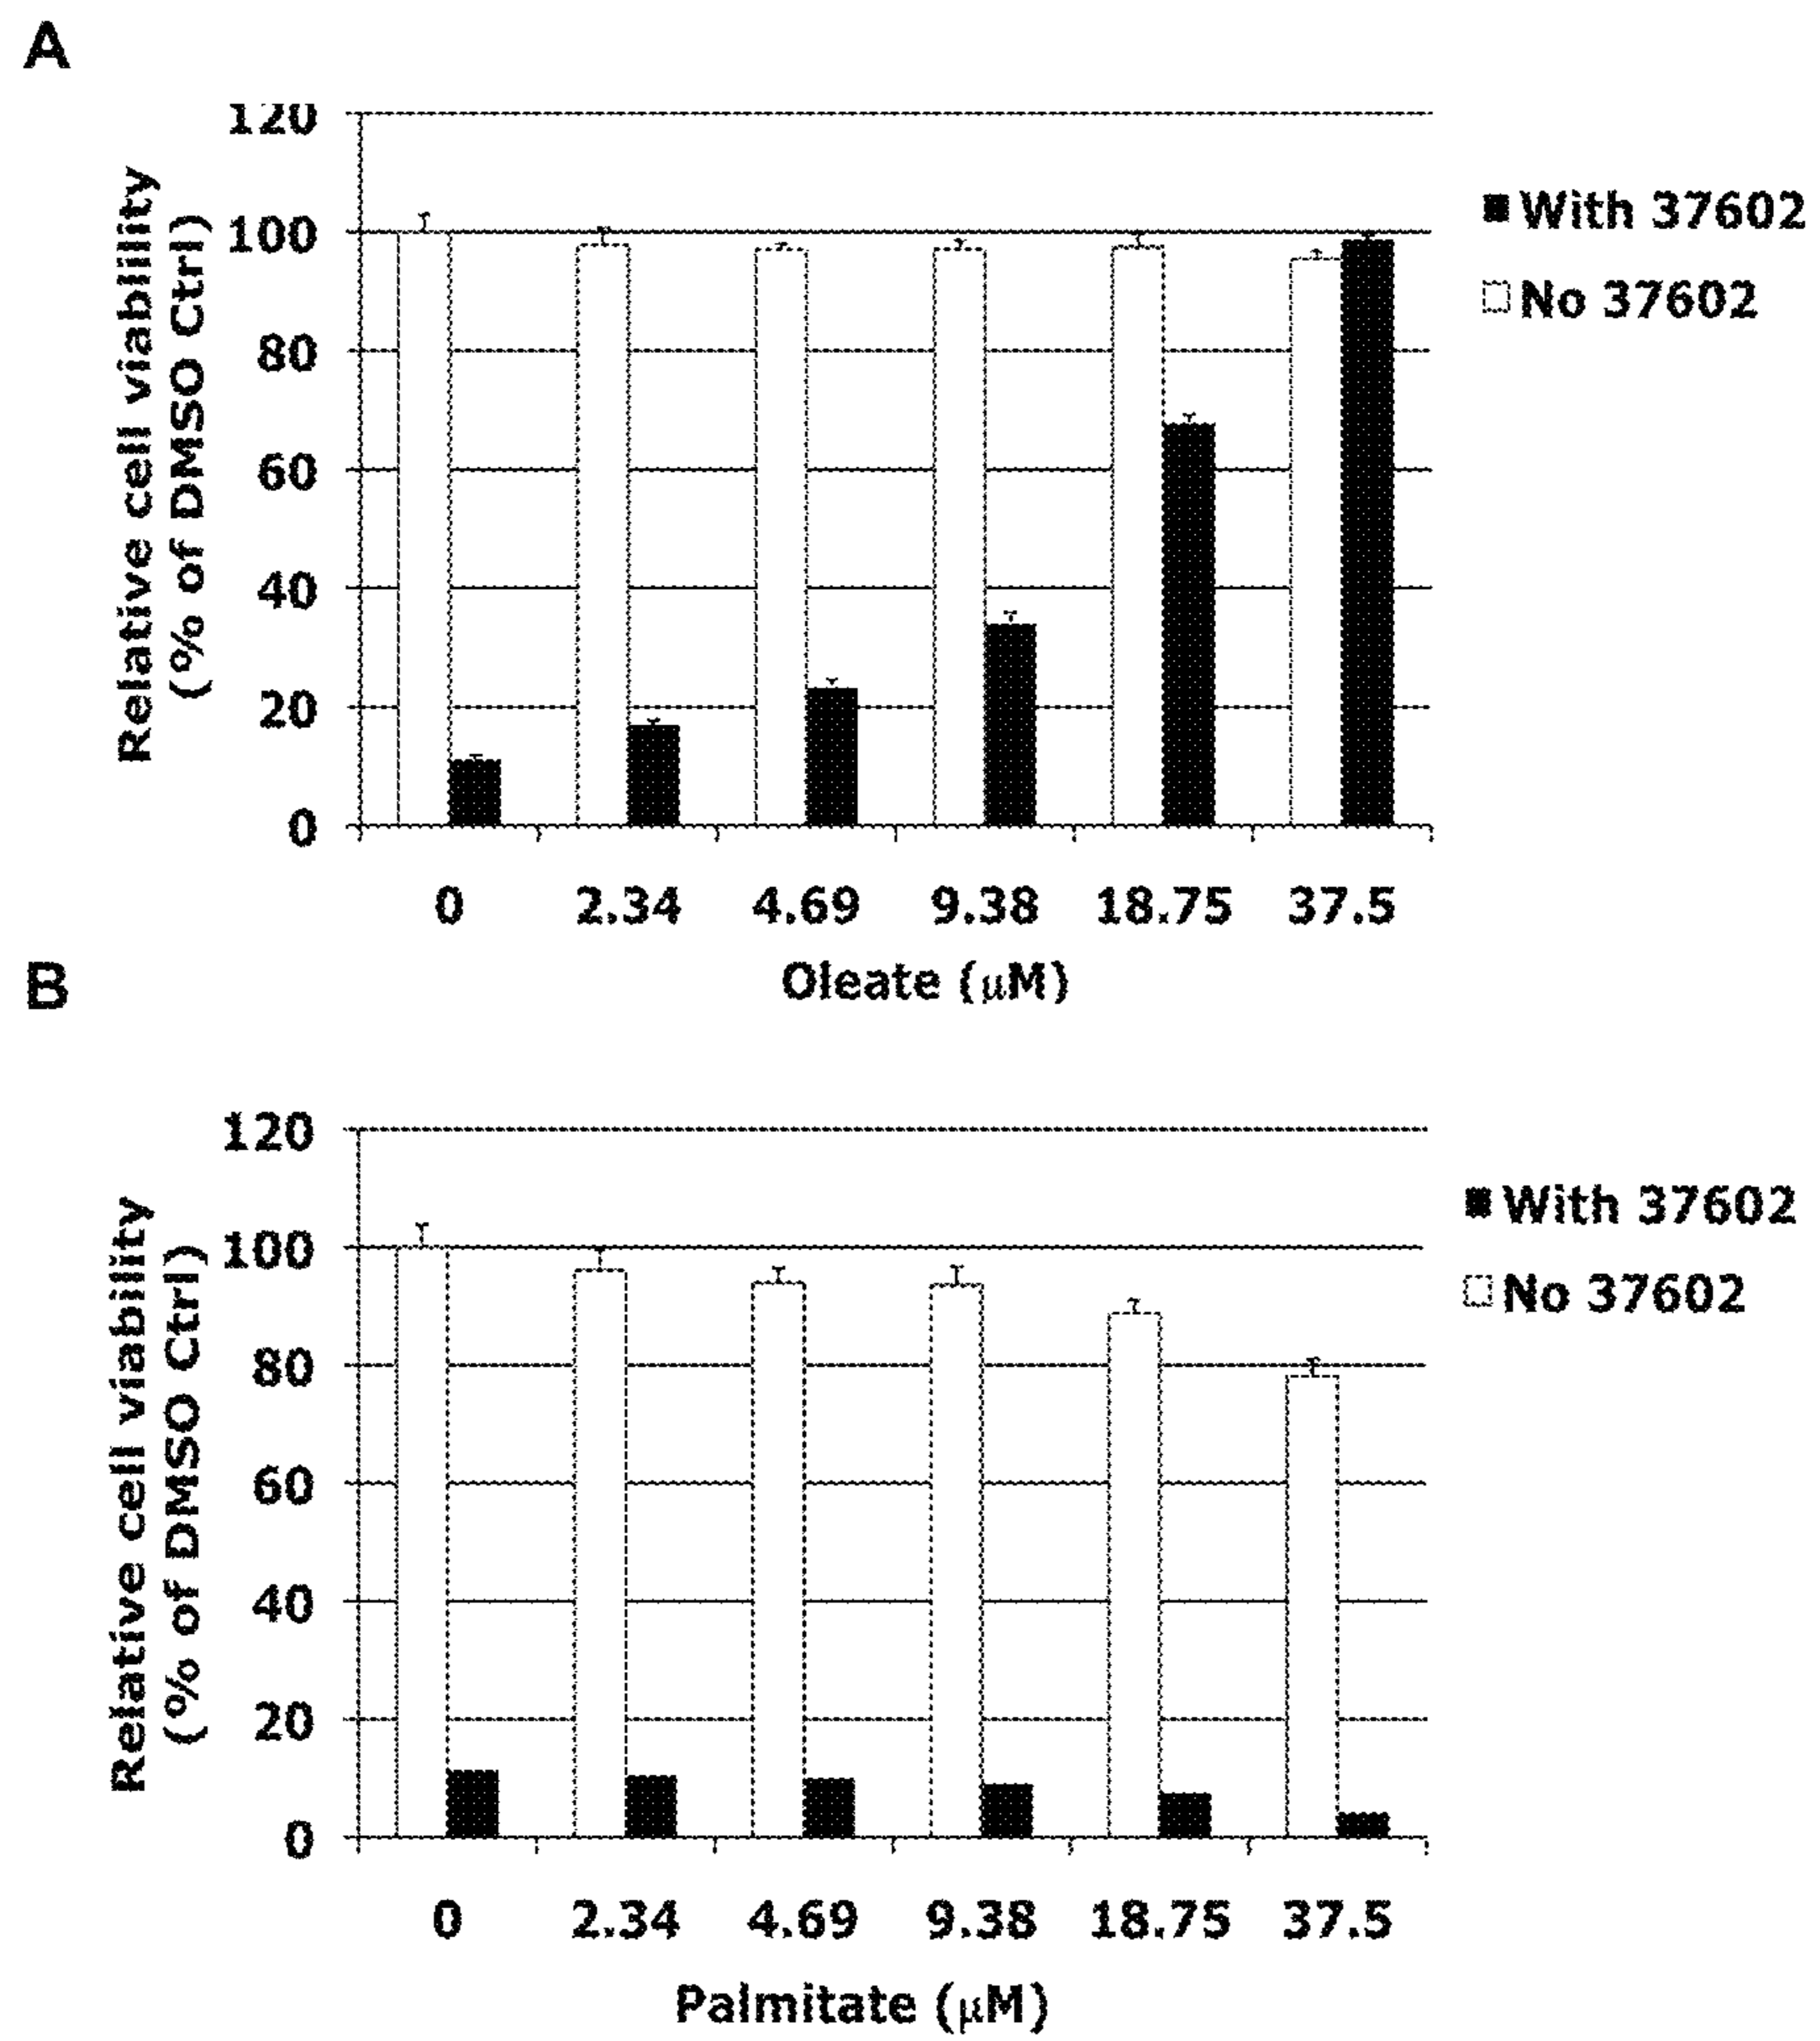 A
Relative cell viablility
(% of DMSO Ctrl)
120
100
80
60
40
20
0
With 37602
No 37602
0 2.34 4.69 9.38 18.75 37.5
Oleate (μM)
B
Relative cell viability
(% of DMSO Ctrl)
120
100
80
60
40
20
0
With 37602
No 37602
0 2.34 4.69 9.38 18.75 37.5
Palmitate (μM)